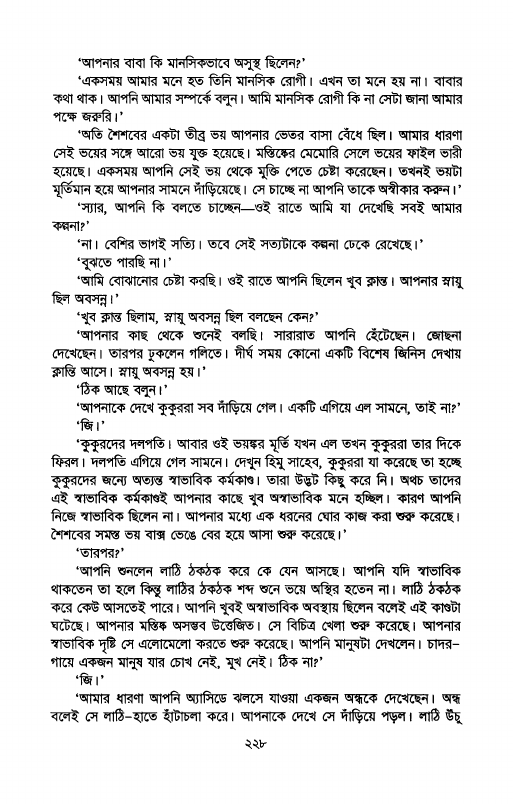 ‘আপনার বাবা কি মানসিকভাবে অসুস্থ ছিলেন?’
‘একসময় আমার মনে হত তিনি মানসিক রোগী। এখন তা মনে হয় না। বাবার
কথা থাক। আপনি আমার সম্পর্কে বলুন। আমি মানসিক রোগী কি না সেটা জানা আমার
পক্ষে জরুরি।’
‘অতি শৈশবের একটা তীব্র ভয় আপনার ভেতর বাসা বেঁধে ছিল। আমার ধারণা
সেই ভয়ের সঙ্গে আরো ভয় যুক্ত হয়েছে। মস্তিষ্কের মেমোরি সেলে ভয়ের ফাইল ভারী
হয়েছে। একসময় আপনি সেই ভয় থেকে মুক্তি পেতে চেষ্টা করেছেন। তখনই ভয়টা
মূর্তিমান হয়ে আপনার সামনে দাঁড়িয়েছে। সে চাচ্ছে না আপনি তাকে অস্বীকার করুন।’
‘স্যার, আপনি কি বলতে চাচ্ছেন—ওই রাতে আমি যা দেখেছি সবই আমার
কল্পনা?’
‘না। বেশির ভাগই সত্যি। তবে সেই সত্যটাকে কল্পনা ঢেকে রেখেছে।’
‘বুঝতে পারছি না।’
‘আমি বোঝানোর চেষ্টা করছি। ওই রাতে আপনি ছিলেন খুব ক্লান্ত। আপনার স্নায়ু
ছিল অবসন্ন।’
‘খুব ক্লান্ত ছিলাম, স্নায়ু অবসন্ন ছিল বলছেন কেন?’
‘আপনার কাছ থেকে শুনেই বলছি। সারারাত আপনি হেঁটেছেন। জোছনা
দেখেছেন। তারপর ঢুকলেন গলিতে। দীর্ঘ সময় কোনো একটি বিশেষ জিনিস দেখায়
ক্লান্তি আসে। স্নায়ু অবসন্ন হয়।’
‘ঠিক আছে বলুন।’
‘আপনাকে দেখে কুকুররা সব দাঁড়িয়ে গেল। একটি এগিয়ে এল সামনে, তাই না?’
‘জি।’
‘কুকুরদের দলপতি। আবার ওই ভয়ঙ্কর মূর্তি যখন এল তখন কুকুররা তার দিকে
ফিরল। দলপতি এগিয়ে গেল সামনে। দেখুন হিমু সাহেব, কুকুররা যা করেছে তা হচ্ছে
কুকুরদের জন্যে অত্যন্ত স্বাভাবিক কর্মকাণ্ড। তারা উদ্ভট কিছু করে নি। অথচ তাদের
এই স্বাভাবিক কর্মকাণ্ডই আপনার কাছে খুব অস্বাভাবিক মনে হচ্ছিল। কারণ আপনি
নিজে স্বাভাবিক ছিলেন না। আপনার মধ্যে এক ধরনের ঘোর কাজ করা শুরু করেছে।
শৈশবের সমস্ত ভয় বাক্স ভেঙে বের হয়ে আসা শুরু করেছে।’
‘তারপর?’
‘আপনি শুনলেন লাঠি ঠকঠক করে কে যেন আসছে। আপনি যদি স্বাভাবিক
থাকতেন তা হলে কিন্তু লাঠির ঠকঠক শব্দ শুনে ভয়ে অস্থির হতেন না। লাঠি ঠকঠক
করে কেউ আসতেই পারে। আপনি খুবই অস্বাভাবিক অবস্থায় ছিলেন বলেই এই কাণ্ডটা
ঘটেছে। আপনার মস্তিষ্ক অসম্ভব উত্তেজিত। সে বিচিত্র খেলা শুরু করেছে। আপনার
স্বাভাবিক দৃষ্টি সে এলোমেলো করতে শুরু করেছে। আপনি মানুষটা দেখলেন। চাদর-
গায়ে একজন মানুষ যার চোখ নেই, মুখ নেই। ঠিক না?’
‘জি।’
‘আমার ধারণা আপনি অ্যাসিডে ঝলসে যাওয়া একজন অন্ধকে দেখেছেন। অন্ধ
বলেই সে লাঠি-হাতে হাঁটাচলা করে। আপনাকে দেখে সে দাঁড়িয়ে পড়ল। লাঠি উঁচু
২২৮